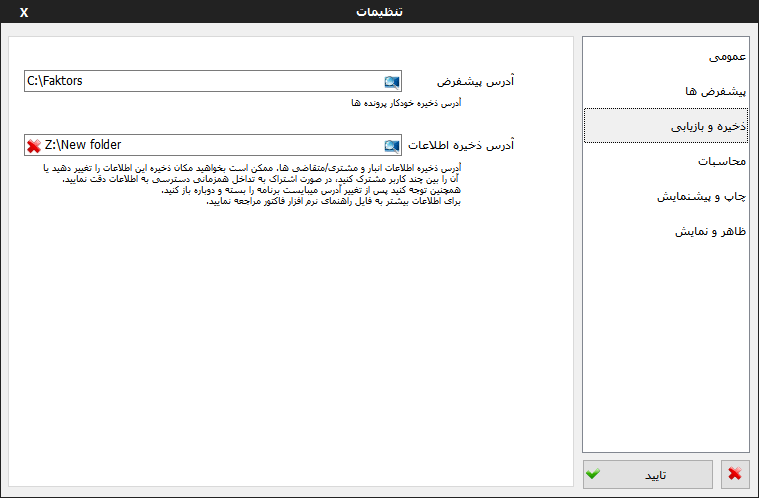 تنظیمات
X
عمومی
پیشفرض ها
ذخیره و بازیابی
محاسبات
چاپ و پیشنمایش
ظاهر و نمایش
آدرس پیشفرض
C:\Faktors
آدرس ذخیره خودکار پرونده ها
آدرس ذخیره اطلاعات
Z:\New folder
آدرس ذخیره اطلاعات انبار و مشتری/متقاضی ها، ممکن است بخواهید مکان ذخیره این اطلاعات را تغییر دهید یا
آن را بین چند کاربر مشترک کنید، در صورت اشتراک به تداخل همزمانی دسترسی به اطلاعات دقت نمایید.
همچنین توجه کنید پس از تغییر آدرس میبایست برنامه را بسته و دوباره باز کنید.
برای اطلاعات بیشتر به فایل راهنمای نرم افزار فاکتور مراجعه نمایید.
تایید